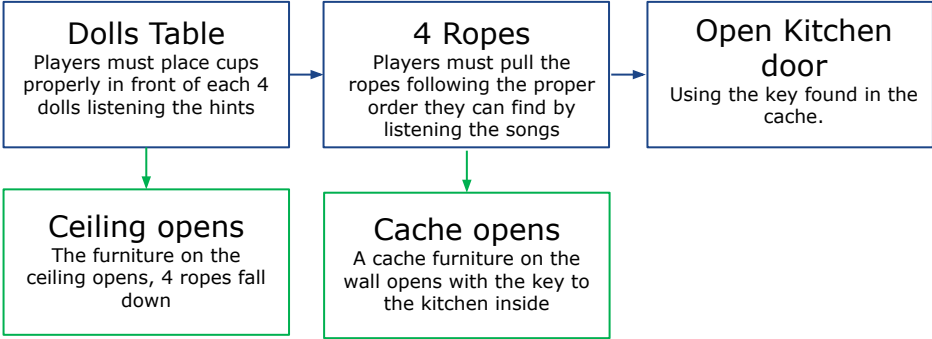 Dolls Table
Players must place cups
properly in front of each 4
dolls listening the hints
4 Ropes
Players must pull the
ropes following the proper
order they can find by
listening the songs
Open Kitchen
door
Using the key found in the
cache.
Ceiling opens
The furniture on the
ceiling opens, 4 ropes fall
down
Cache opens
A cache furniture on the
wall opens with the key to
the kitchen inside